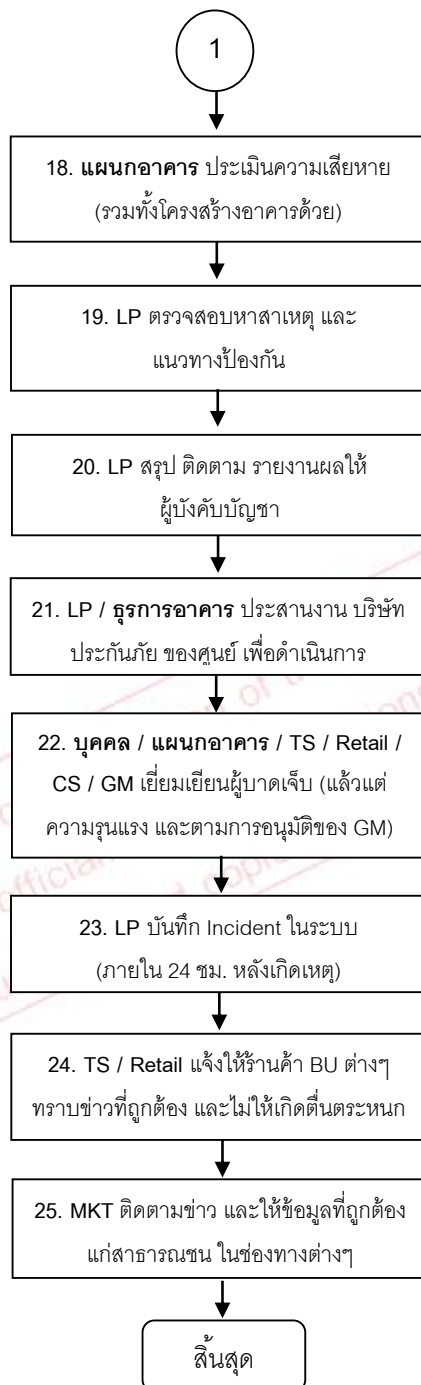 1
18. แผนกอาคาร ประเมินความเสียหาย
(รวมทั้งโครงสร้างอาคารด้วย)
19. LP ตรวจสอบหาสาเหตุ และ
แนวทางป้องกัน
20. LP สรุป ติดตาม รายงานผลให้
ผู้บังคับบัญชา
21. LP / ธุรการอาคาร ประสานงาน บริษัท
ประกันภัย ของศูนย์ เพื่อดำเนินการ
22. บุคคล / แผนกอาคาร / TS / Retail /
CS / GM เยี่ยมเยียนผู้บาดเจ็บ (แล้วแต่
ความรุนแรง และตามการอนุมัติของ GM)
23. LP บันทึก Incident ในระบบ
(ภายใน 24 ชม. หลังเกิดเหตุ)
24. TS / Retail แจ้งให้ร้านค้า BU ต่างๆ
ทราบข่าวที่ถูกต้อง และไม่ให้เกิดตื่นตระหนก
25. MKT ติดตามข่าว และให้ข้อมูลที่ถูกต้อง
แก่สาธารณชน ในช่องทางต่างๆ
สิ้นสุด